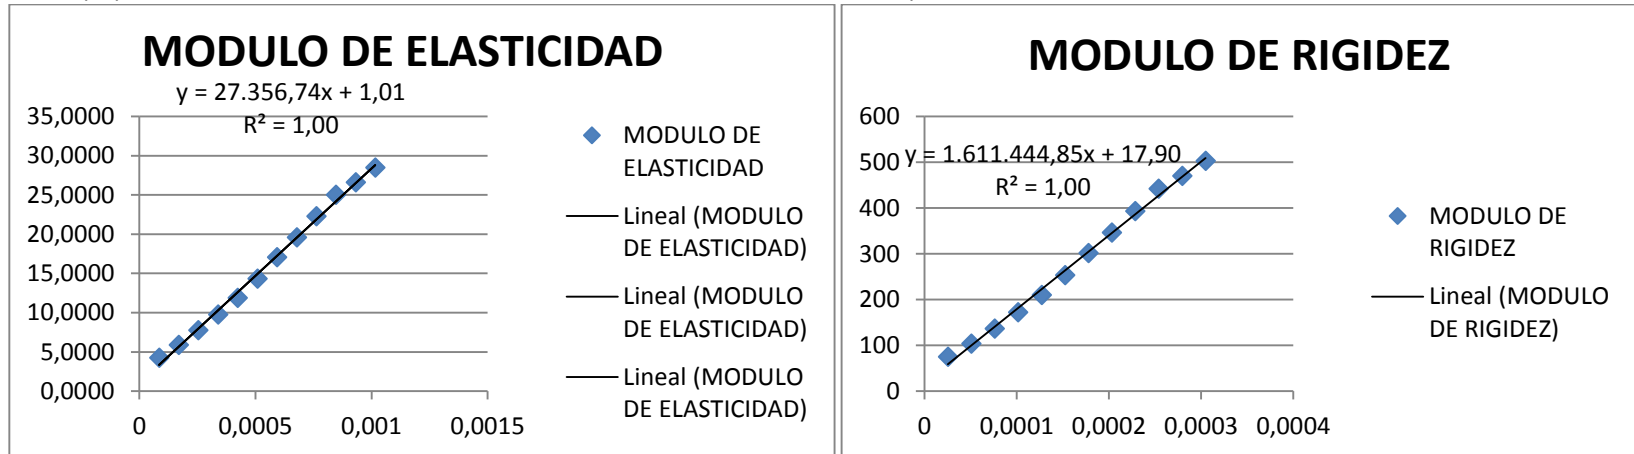 MODULO DE ELASTICIDAD
y = 27.356,74x + 1,01
R² = 1,00
35,0000
30,0000
25,0000
20,0000
15,0000
10,0000
5,0000
0,0000
0
0,0005
0,001
0,0015
MODULO DE
ELASTICIDAD
Lineal (MODULO
DE ELASTICIDAD)
Lineal (MODULO
DE ELASTICIDAD)
Lineal (MODULO
DE ELASTICIDAD)
MODULO DE RIGIDEZ
y = 1.611.444,85x + 17,90
R² = 1,00
600
500
400
300
200
100
0
0
0,0001
0,0002
0,0003
0,0004
MODULO DE
RIGIDEZ
Lineal (MODULO
DE RIGIDEZ)